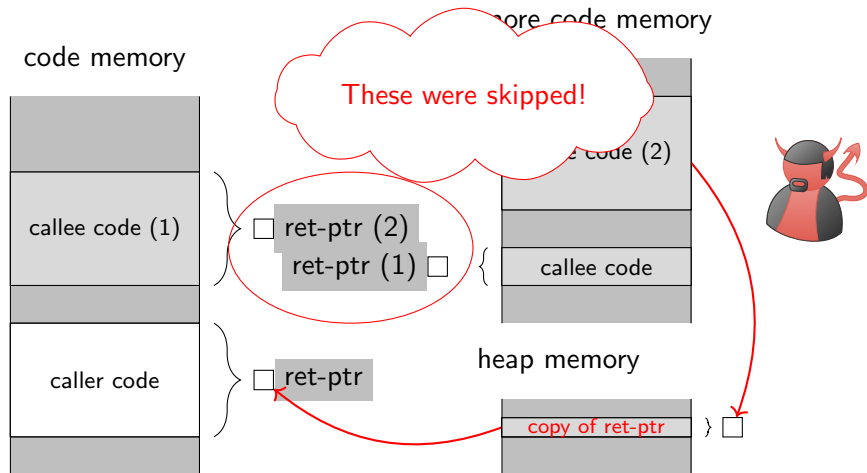 more code memory
code memory
These were skipped!
code (2)
callee code (1)
ret-ptr (2)
ret-ptr (1)
callee code
heap memory
caller code
ret-ptr
copy of ret-ptr